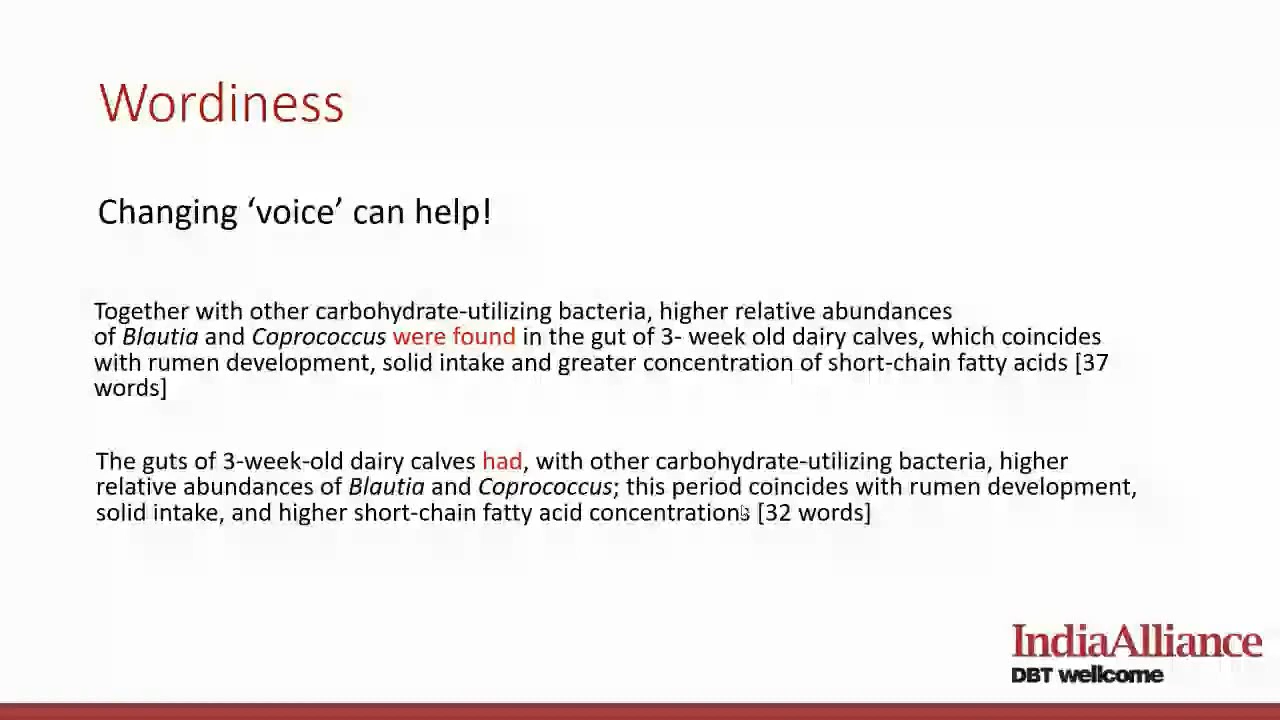 Wordiness
Changing ‘voice’ can help!
Together with other carbohydrate-utilizing bacteria, higher relative abundances
of Blautia and Coprococcus were found in the gut of 3- week old dairy calves, which coincides
with rumen development, solid intake and greater concentration of short-chain fatty acids [37
words]
The guts of 3-week-old dairy calves had, with other carbohydrate-utilizing bacteria, higher
relative abundances of Blautia and Coprococcus; this period coincides with rumen development,
solid intake, and higher short-chain fatty acid concentrations [32 words]
IndiaAlliance
DBT wellcome